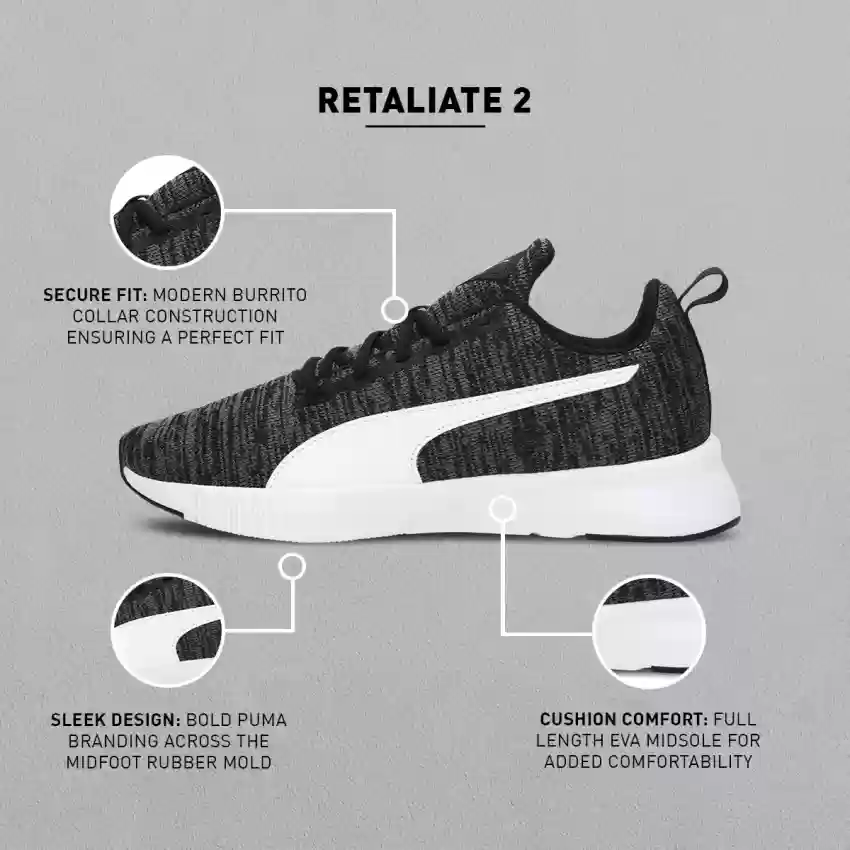 RETALIATE 2
SECURE FIT: MODERN BURRITO
COLLAR CONSTRUCTION
ENSURING A PERFECT FIT
SLEEK DESIGN: BOLD PUMA
BRANDING ACROSS THE
MIDFOOT RUBBER MOLD
CUSHION COMFORT: FULL
LENGTH EVA MIDSOLE FOR
ADDED COMFORTABILITY